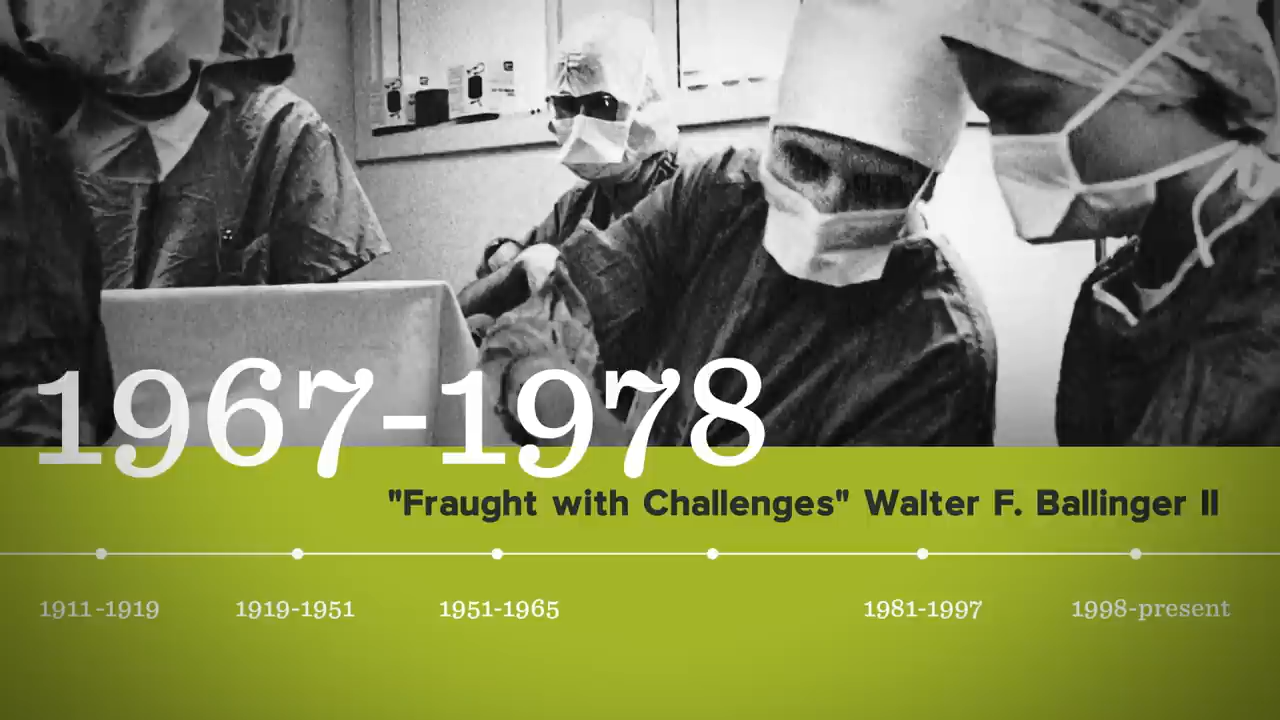 1967-1978
"Fraught with Challenges" Walter F. Ballinger II
1911-1919 1919-1951 1951-1965 1981-1997 1998-present